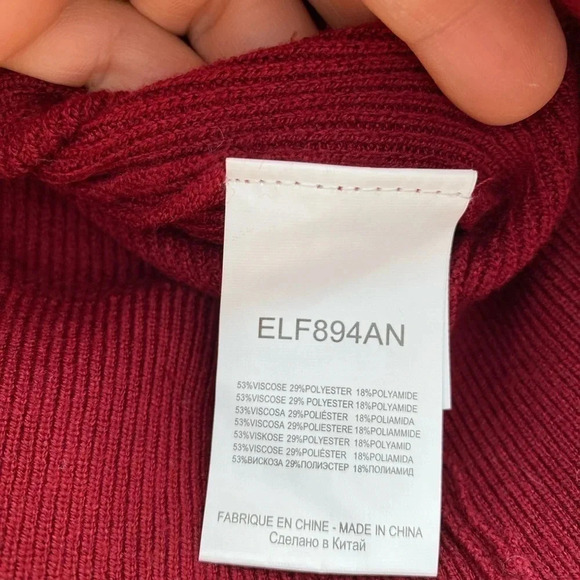 ELF894AN
53%VISCOSE 29%POLYESTER 18%POLYAMIDE
53%VISCOSE 29%POLYESTER 18%POLYAMIDE
53%VISCOSA 29%POLIÉSTER 18%POLIAMIDA
53%VISCOSA 29%POLIESTERE 18%POLIAMMIDE
53%VISKOSE 29%POLYESTER 18%POLYAMID
53%VISCOSE 29%POLIÉSTER 18%POLIAMIDA
53%ВИСКОЗА 29%ПОЛИЭСТЕР 18%ПОЛИАМИД
FABRIQUE EN CHINE - MADE IN CHINA
Сделано в Китай